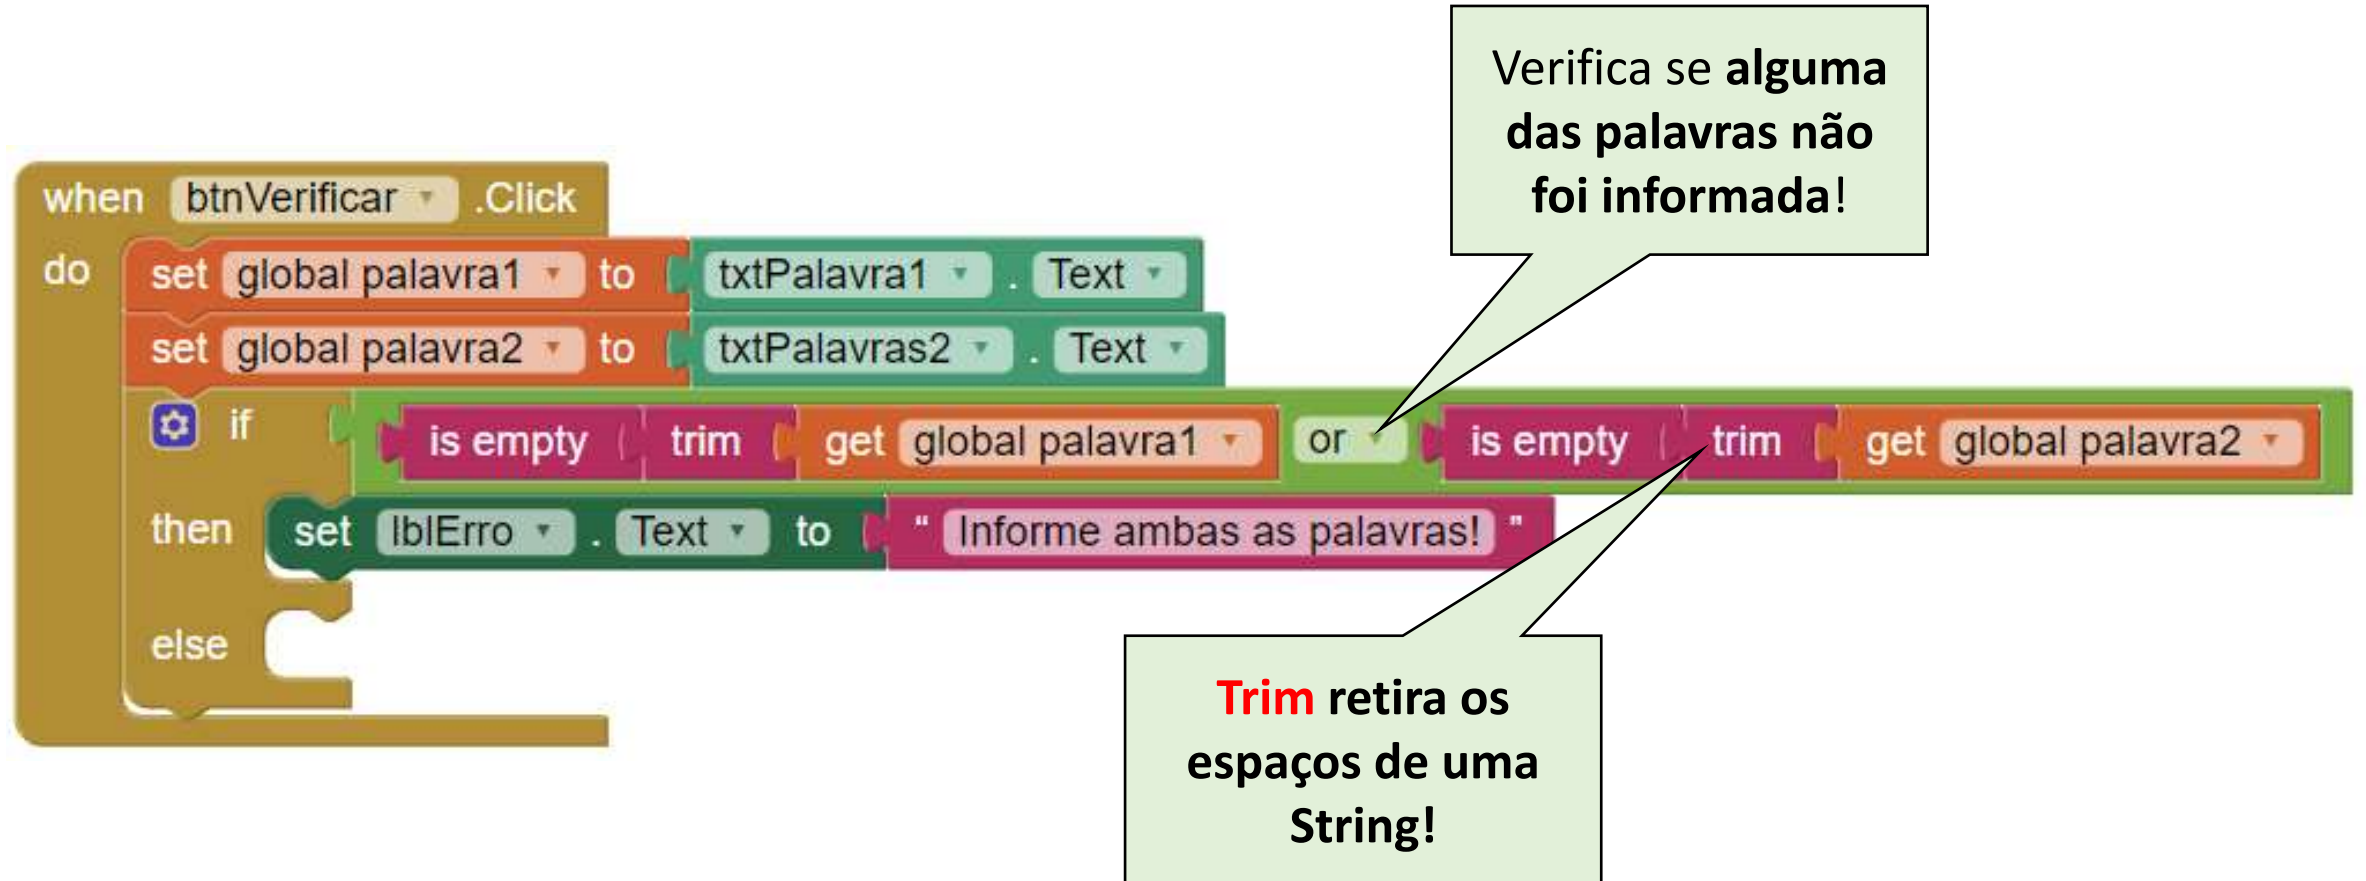 Verifica se alguma
das palavras não
foi informada!
when btnVerificar .Click
do set global palavra1 to txtPalavra1 . Text
set global palavra2 to txtPalavras2 . Text
if is empty trim get global palavra1 or is empty trim get global palavra2
then set lblErro . Text to " Informe ambas as palavras! "
else
Trim retira os
espaços de uma
String!